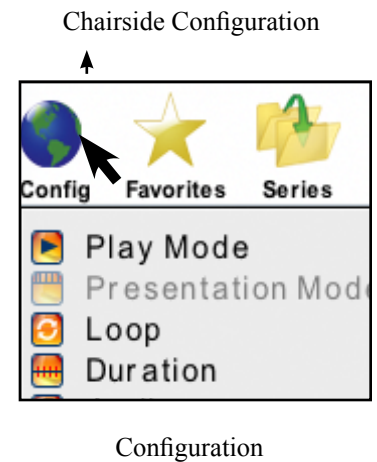 Chairside Configuration
Config Favorites Series
Play Mode
Presentation Mode
Loop
Duration
Configuration